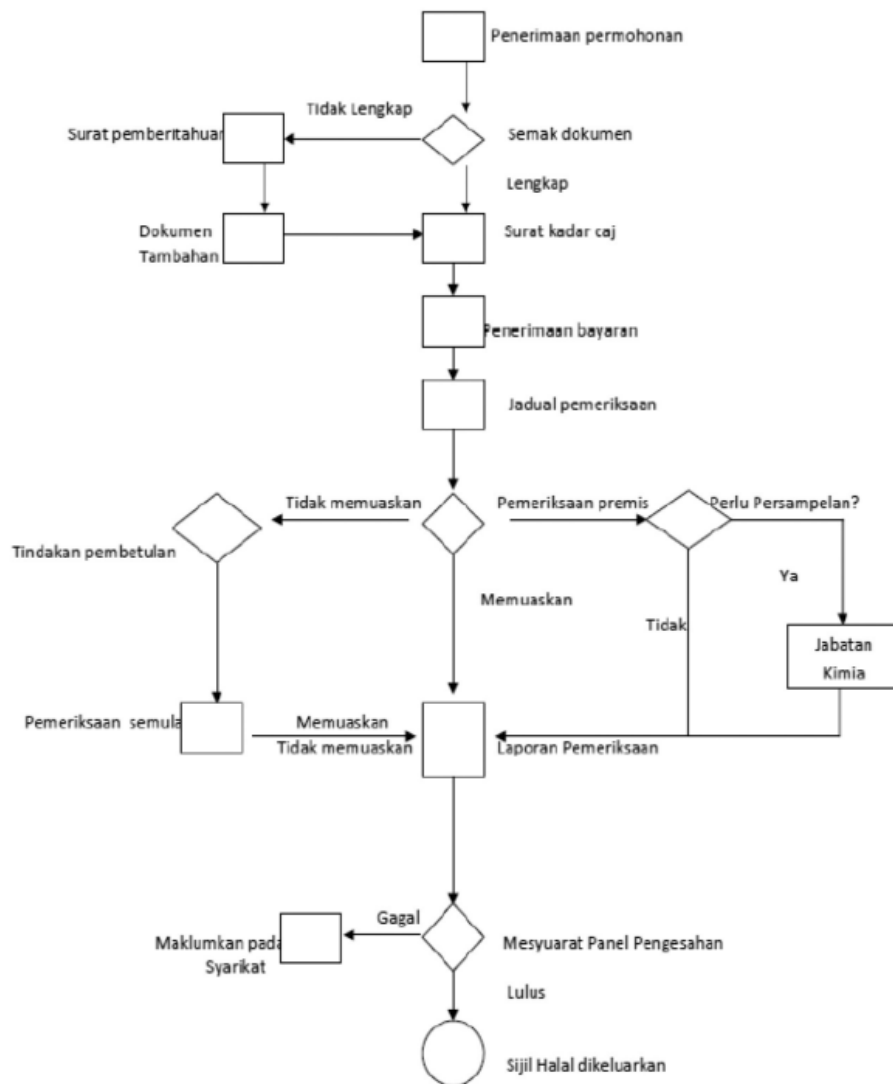 Penerimaan permohonan
TIdak Lengkap
Surat pemberitahuan
Semak dokumen
Lengkap
Dokumen
Tambahan
Surat kadar caj
Penerimaan bayaran
Jadual pemeriksaan
Tidak memuaskan
Pemeriksaan premis
Perlu Persampelan?
Tindakan pembetulan
Ya
Memuaskan
Tidak
Jabatan
Kimia
Pemeriksaan semula
Memuaskan
Tidak memuaskan
Laporan Pemeriksaan
Gagal
Maklumkan pada
Syarikat
Mesyuarat Panel Pengesahan
Lulus
Sijil Halal dikeluarkan